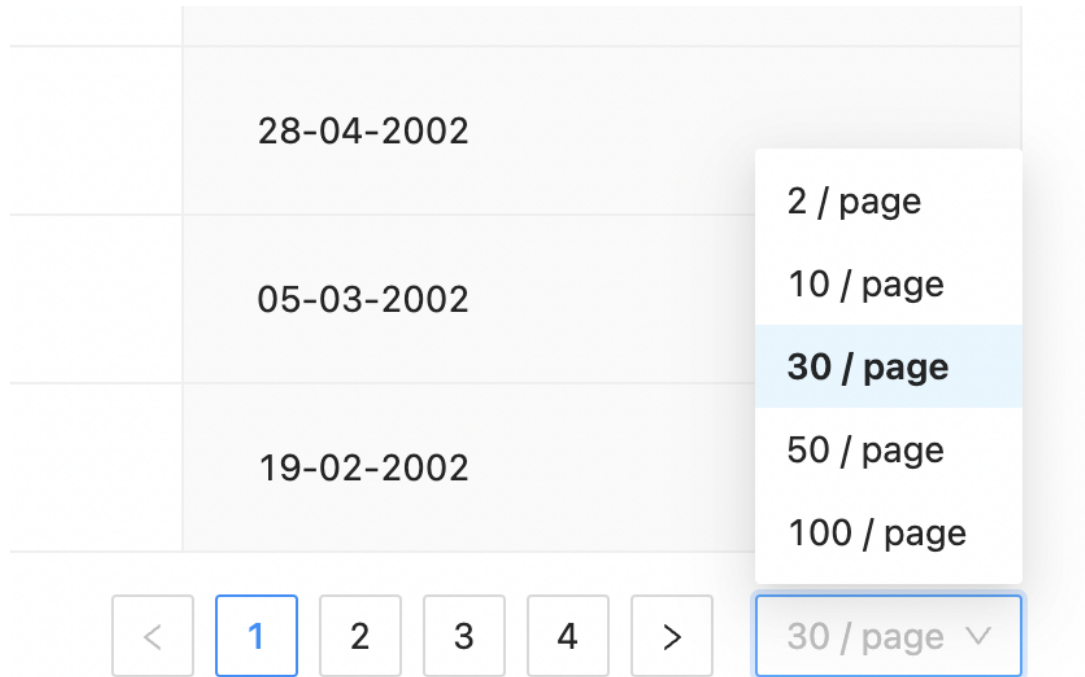 28-04-2002
2 / page
10 / page
05-03-2002
30 / page
50 / page
19-02-2002
100 / page
< 1 2 3 4 > 30 / page